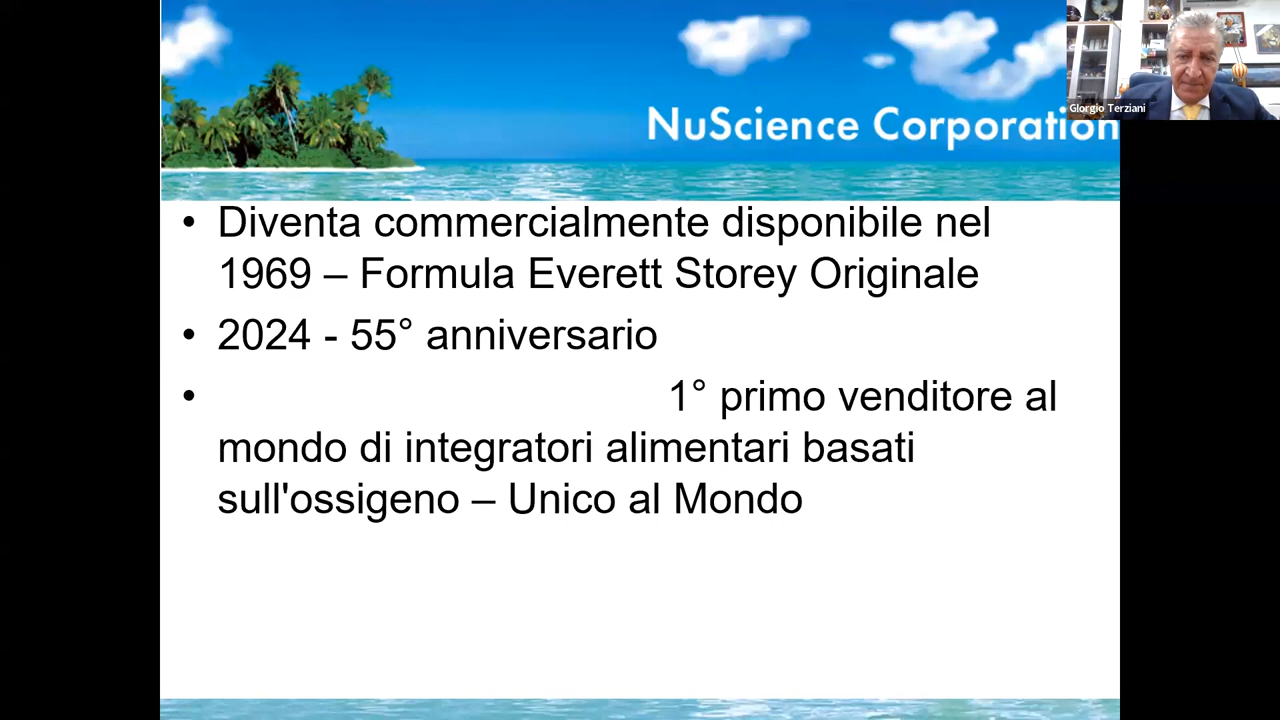 NuScience Corporation
Giorgio Terziani
• Diventa commercialmente disponibile nel
1969 – Formula Everett Storey Originale
• 2024 - 55° anniversario
• 1° primo venditore al
mondo di integratori alimentari basati
sull'ossigeno – Unico al Mondo